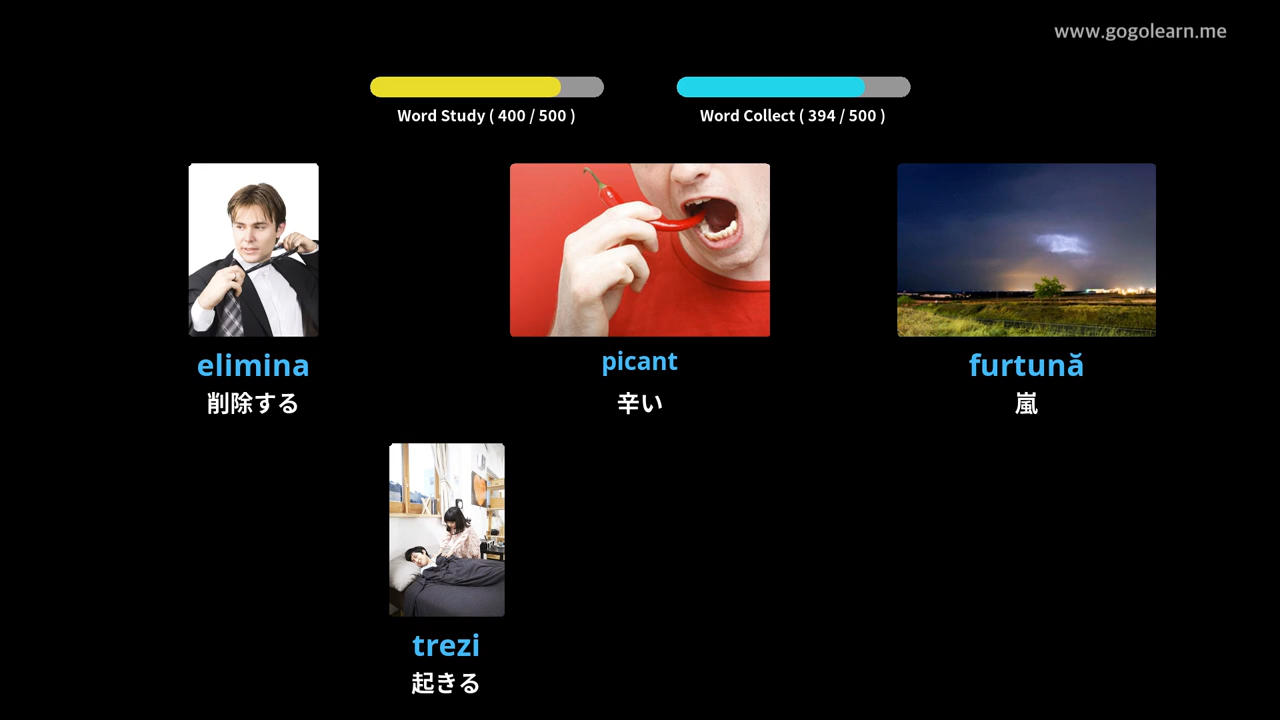 www.gogolearn.me
Word Study ( 400 / 500 )
Word Collect ( 394 / 500 )
elimina
削除する
picant
辛い
furtună
嵐
trezi
起きる